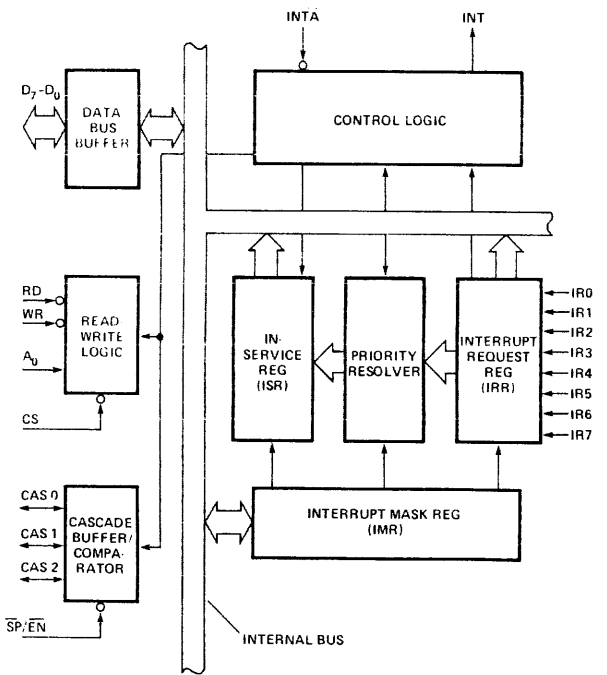 INTA
INT
D7-D0
DATA
BUS
BUFFER
CONTROL LOGIC
RD
WR
A0
READ
WRITE
LOGIC
CS
IN-
SERVICE
REG
(ISR)
PRIORITY
RESOLVER
INTERRUPT
REQUEST
REG
(IRR)
IR0
IR1
IR2
IR3
IR4
IR5
IR6
IR7
CAS 0
CAS 1
CAS 2
CASCADE
BUFFER/
COMPA-
RATOR
INTERRUPT MASK REG
(IMR)
SP/EN
INTERNAL BUS